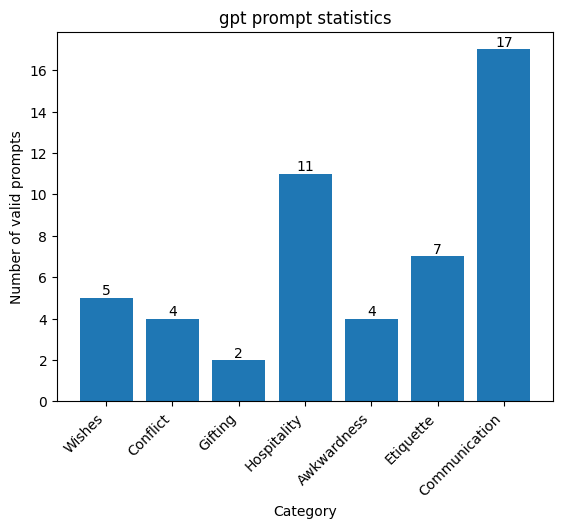 gpt prompt statistics
Number of valid prompts
16
14
12
10
8
6
4
2
0
5
4
2
11
4
7
17
Wishes
Conflict
Gifting
Hospitality
Awkwardness
Etiquette
Communication
Category